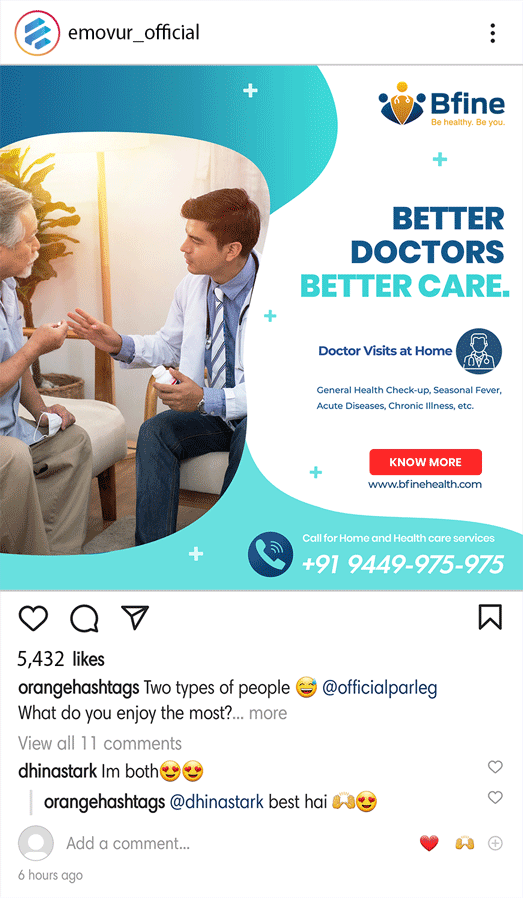 emovur_official
Bfine
Be healthy. Be you.
BETTER
DOCTORS
BETTER CARE.
Doctor Visits at Home
General Health Check-up, Seasonal Fever,
Acute Diseases, Chronic Illness, etc.
KNOW MORE
www.bfinehealth.com
Call for Home and Health care services
+91 9449-975-975
5,432 likes
orangehashtags Two types of people 😅 @officialparleg
What do you enjoy the most?... more
View all 11 comments
dhinastark Im both😍😍
orangehashtags @dhinastark best hai 🙌😍
Add a comment...
6 hours ago